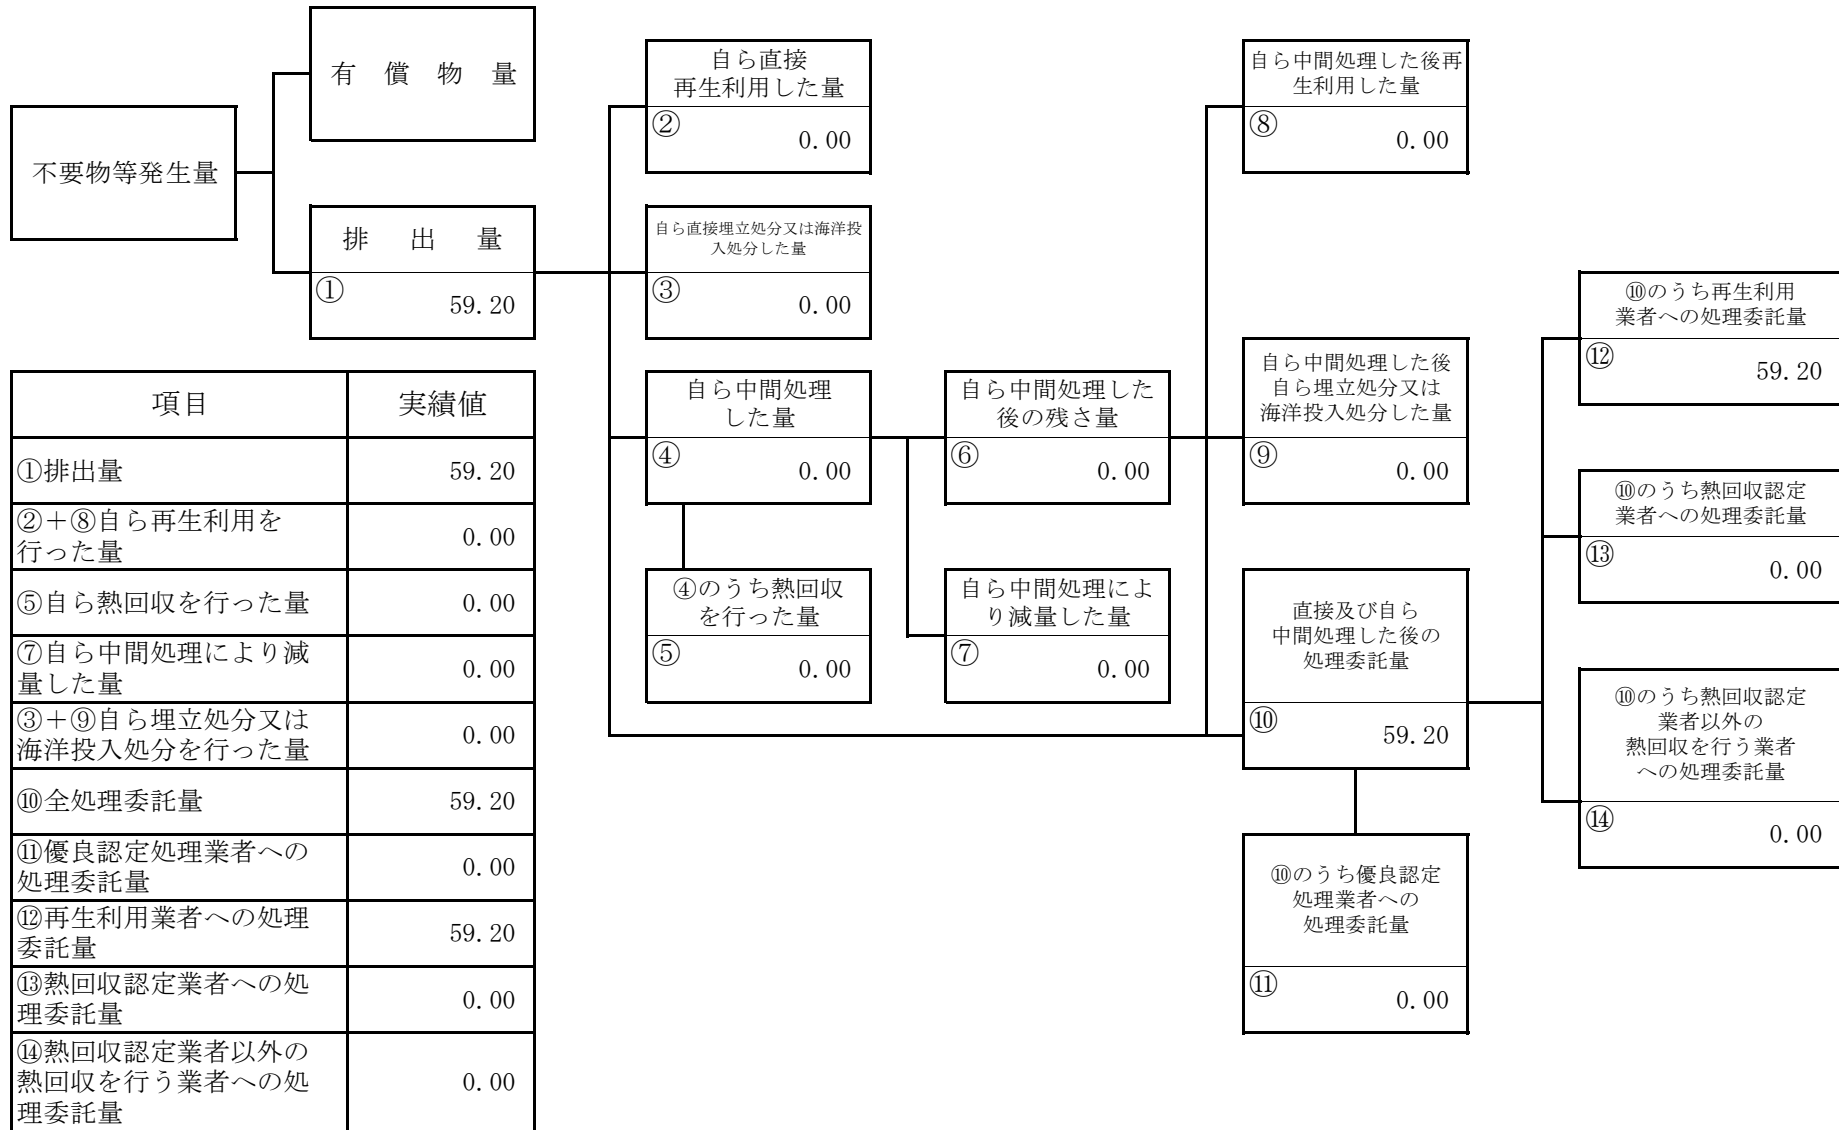 不要物等発生量
有　償　物　量
排　出　量
①
59.20
自ら直接
再生利用した量
②
0.00
自ら直接埋立処分又は海洋投
入処分した量
③
0.00
自ら中間処理
した量
④
0.00
④のうち熱回収
を行った量
⑤
0.00
自ら中間処理した
後の残さ量
⑥
0.00
自ら中間処理によ
り減量した量
⑦
0.00
自ら中間処理した後再
生利用した量
⑧
0.00
自ら中間処理した後
自ら埋立処分又は
海洋投入処分した量
⑨
0.00
直接及び自ら
中間処理した後の
処理委託量
⑩
59.20
⑩のうち優良認定
処理業者への
処理委託量
⑪
0.00
⑩のうち再生利用
業者への処理委託量
⑫
59.20
⑩のうち熱回収認定
業者への処理委託量
⑬
0.00
⑩のうち熱回収認定
業者以外の
熱回収を行う業者
への処理委託量
⑭
0.00
項目　実績値
①排出量　59.20
②＋⑧自ら再生利用を
行った量　0.00
⑤自ら熱回収を行った量　0.00
⑦自ら中間処理により減
量した量　0.00
③＋⑨自ら埋立処分又は
海洋投入処分を行った量　0.00
⑩全処理委託量　59.20
⑪優良認定処理業者への
処理委託量　0.00
⑫再生利用業者への処理
委託量　59.20
⑬熱回収認定業者への処
理委託量　0.00
⑭熱回収認定業者以外の
熱回収を行う業者への処
理委託量　0.00